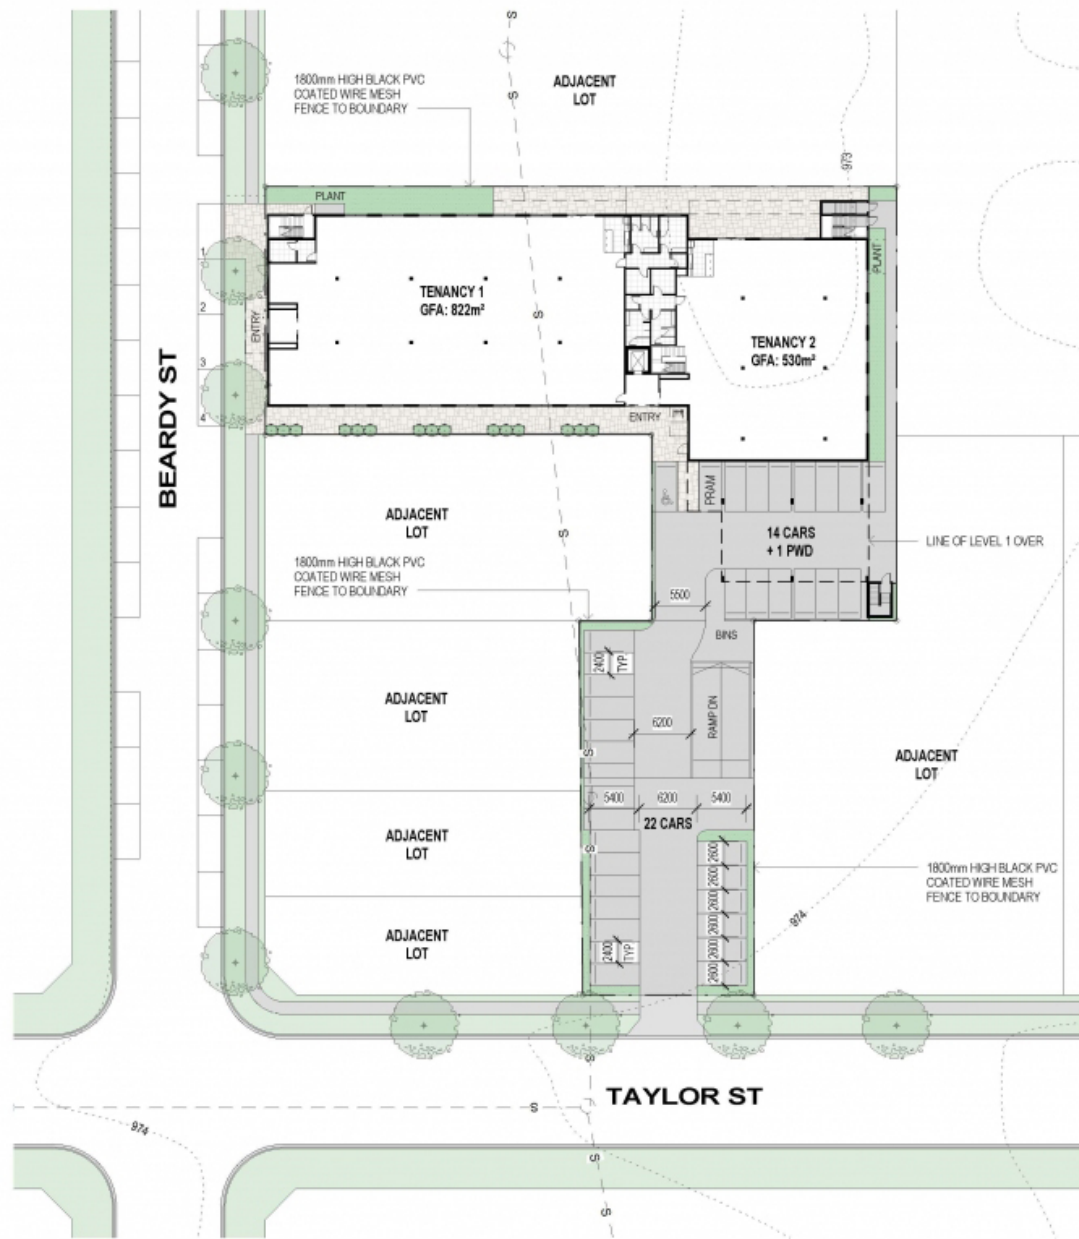 S
S
1800mm HIGH BLACK PVC
COATED WIRE MESH
FENCE TO BOUNDARY
ADJACENT
LOT
973
PLANT
PLANT
1
2
3
4
ENTRY
TENANCY 1
GFA: 822m²
S
TENANCY 2
GFA: 530m²
BEARDY ST
ENTRY
ADJACENT
LOT
S
PRAM
14 CARS
+ 1 PWD
LINE OF LEVEL 1 OVER
1800mm HIGH BLACK PVC
COATED WIRE MESH
FENCE TO BOUNDARY
5500
BINS
2400
TYP
ADJACENT
LOT
6200
RAMP DN
S
ADJACENT
LOT
5400
6200
5400
22 CARS
ADJACENT
LOT
S
2600
2600
2600
2600
2600
2600
1800mm HIGH BLACK PVC
COATED WIRE MESH
FENCE TO BOUNDARY
974
ADJACENT
LOT
2400
TYP
S
TAYLOR ST
S
974
S
S